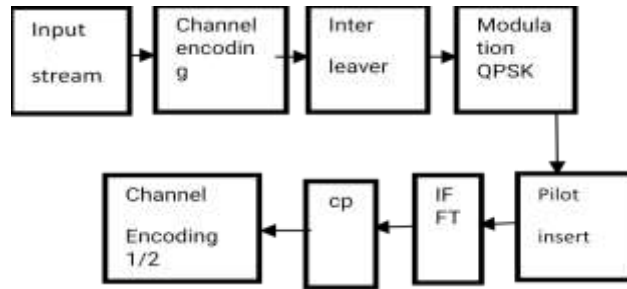 Input
stream
Channel
encodin
g
Inter
leaver
Modula
tion
QPSK
Channel
Encoding
1/2
cp
IF
FT
Pilot
insert